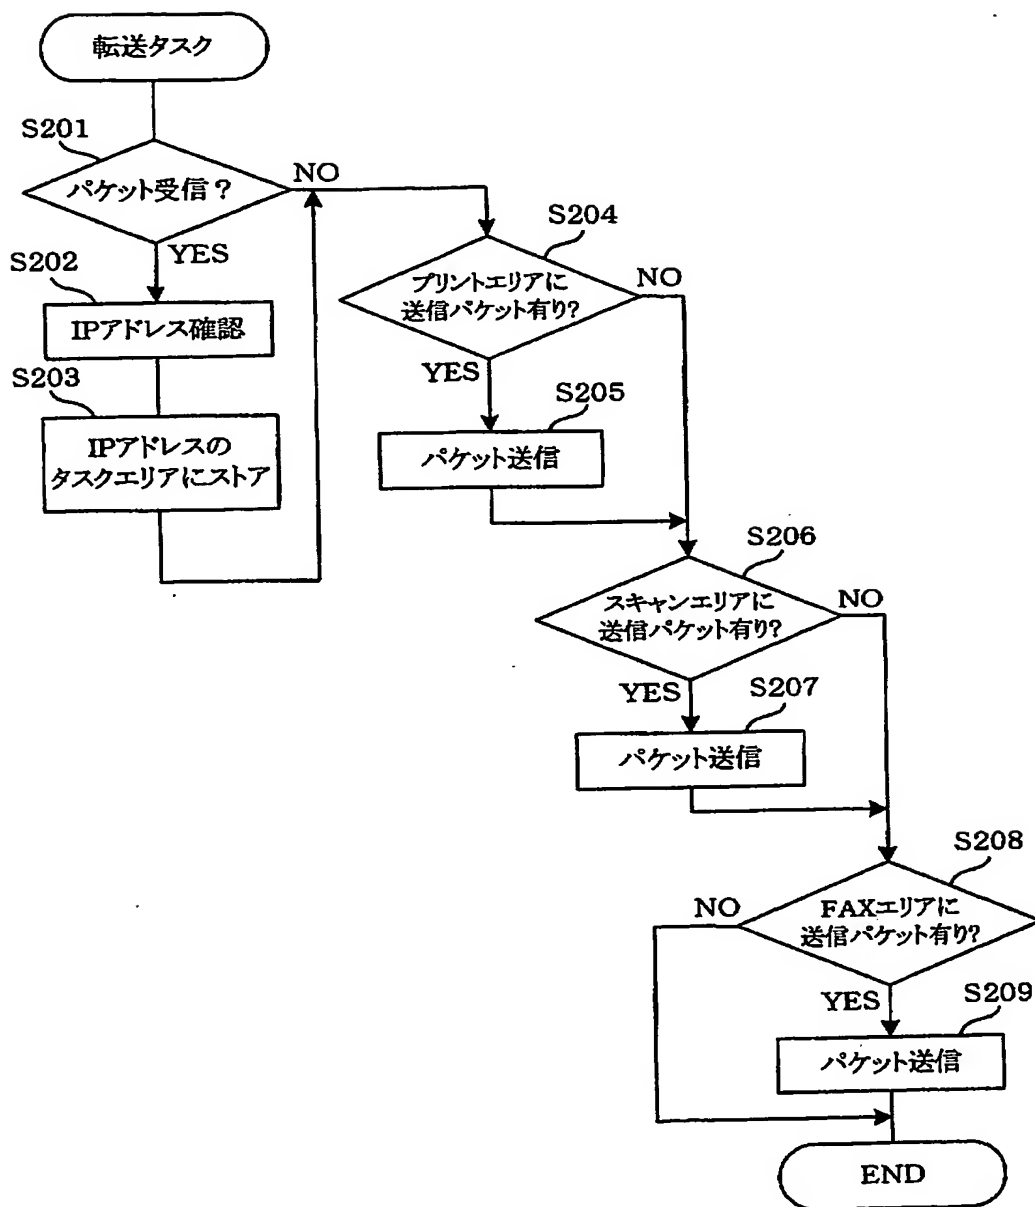 転送タスク
S201
パケット受信？
NO
YES
S202
IPアドレス確認
S203
IPアドレスの
タスクエリアにストア
S204
プリントエリアに
送信パケット有り?
NO
YES
S205
パケット送信
S206
スキャンエリアに
送信パケット有り?
NO
YES
S207
パケット送信
S208
FAXエリアに
送信パケット有り?
NO
YES
S209
パケット送信
END